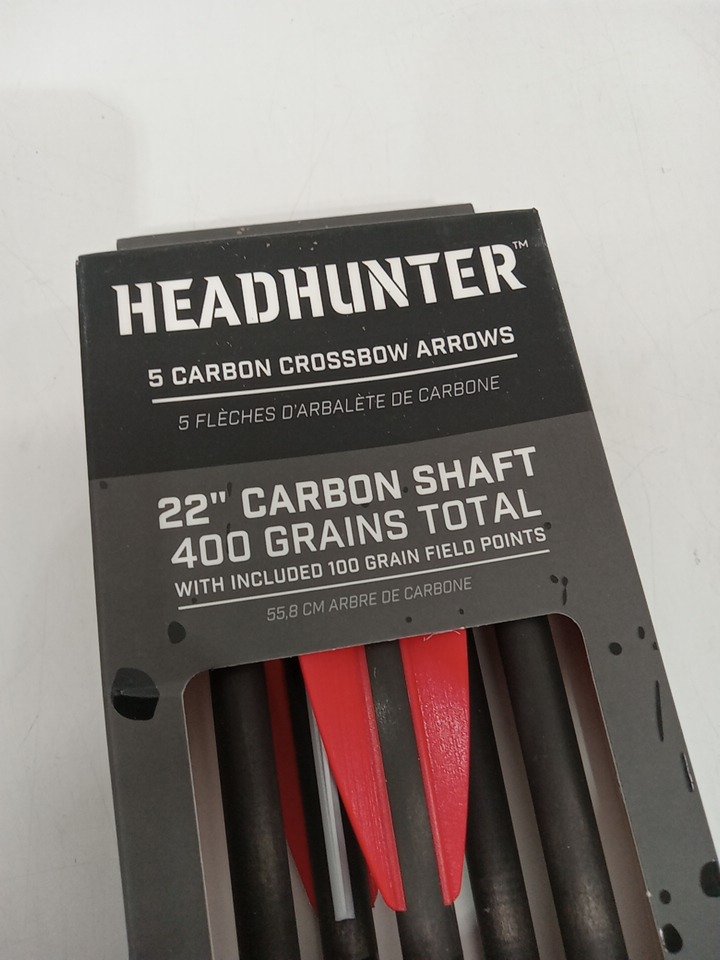 HEADHUNTER™
5 CARBON CROSSBOW ARROWS
5 FLÈCHES D'ARBALÈTE DE CARBONE
22" CARBON SHAFT
400 GRAINS TOTAL
WITH INCLUDED 100 GRAIN FIELD POINTS
55,8 CM ARBRE DE CARBONE